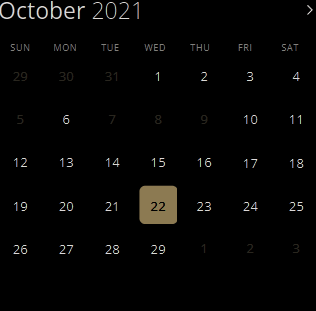 October 2021
SUN MON TUE WED THU FRI SAT
29 30 31 1 2 3 4
5 6 7 8 9 10 11
12 13 14 15 16 17 18
19 20 21 22 23 24 25
26 27 28 29 1 2 3